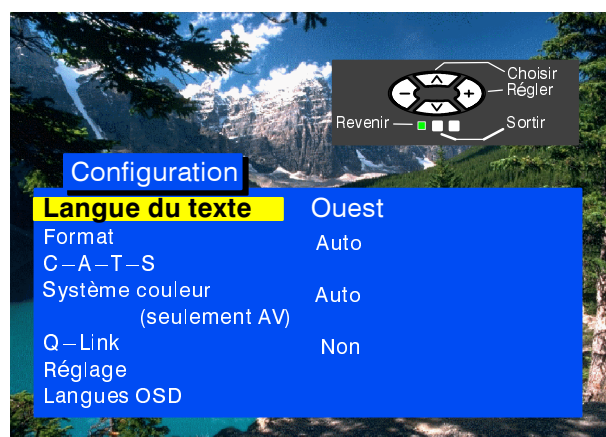 Choisir
Régler
Revenir
Sortir
Configuration
Langue du texte Ouest
Format Auto
C–A–T–S
Système couleur Auto
(seulement AV)
Q–Link Non
Réglage
Langues OSD